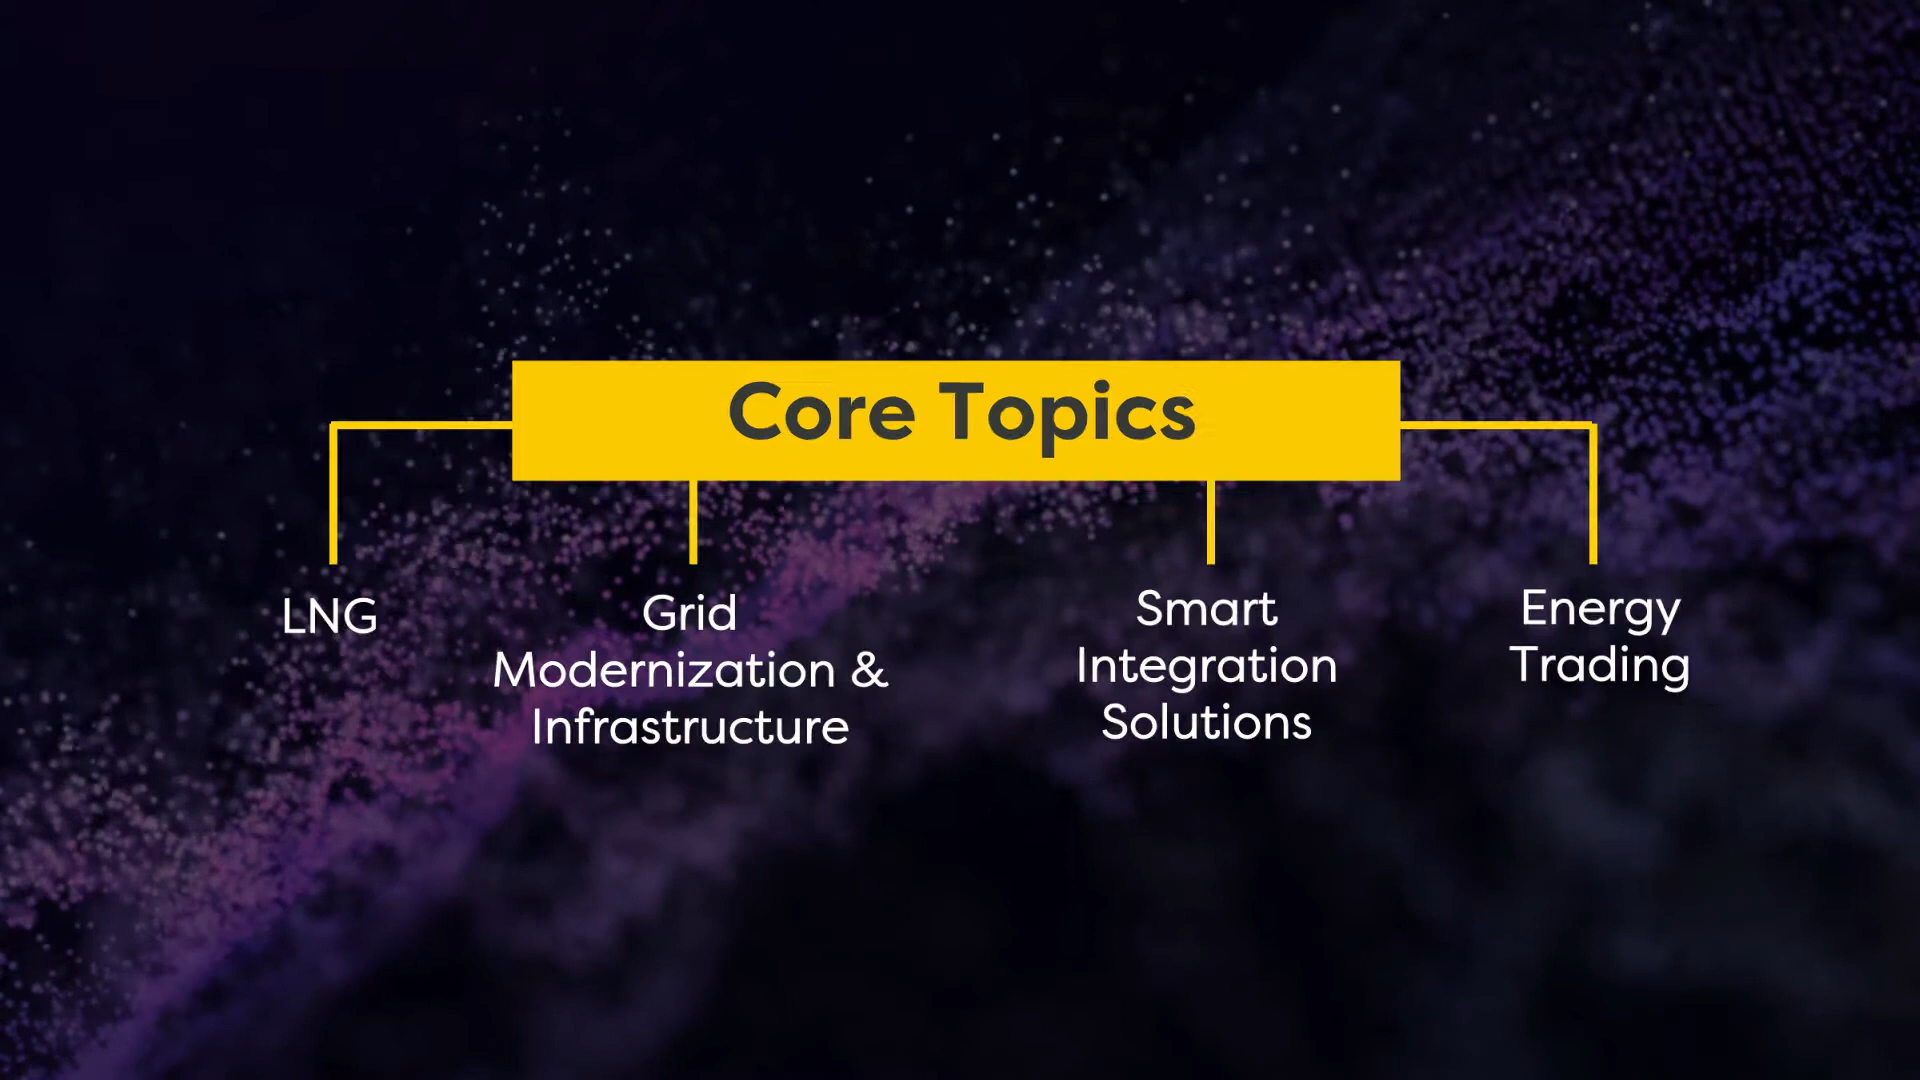 Core Topics
LNG
Grid
Modernization &
Infrastructure
Smart
Integration
Solutions
Energy
Trading